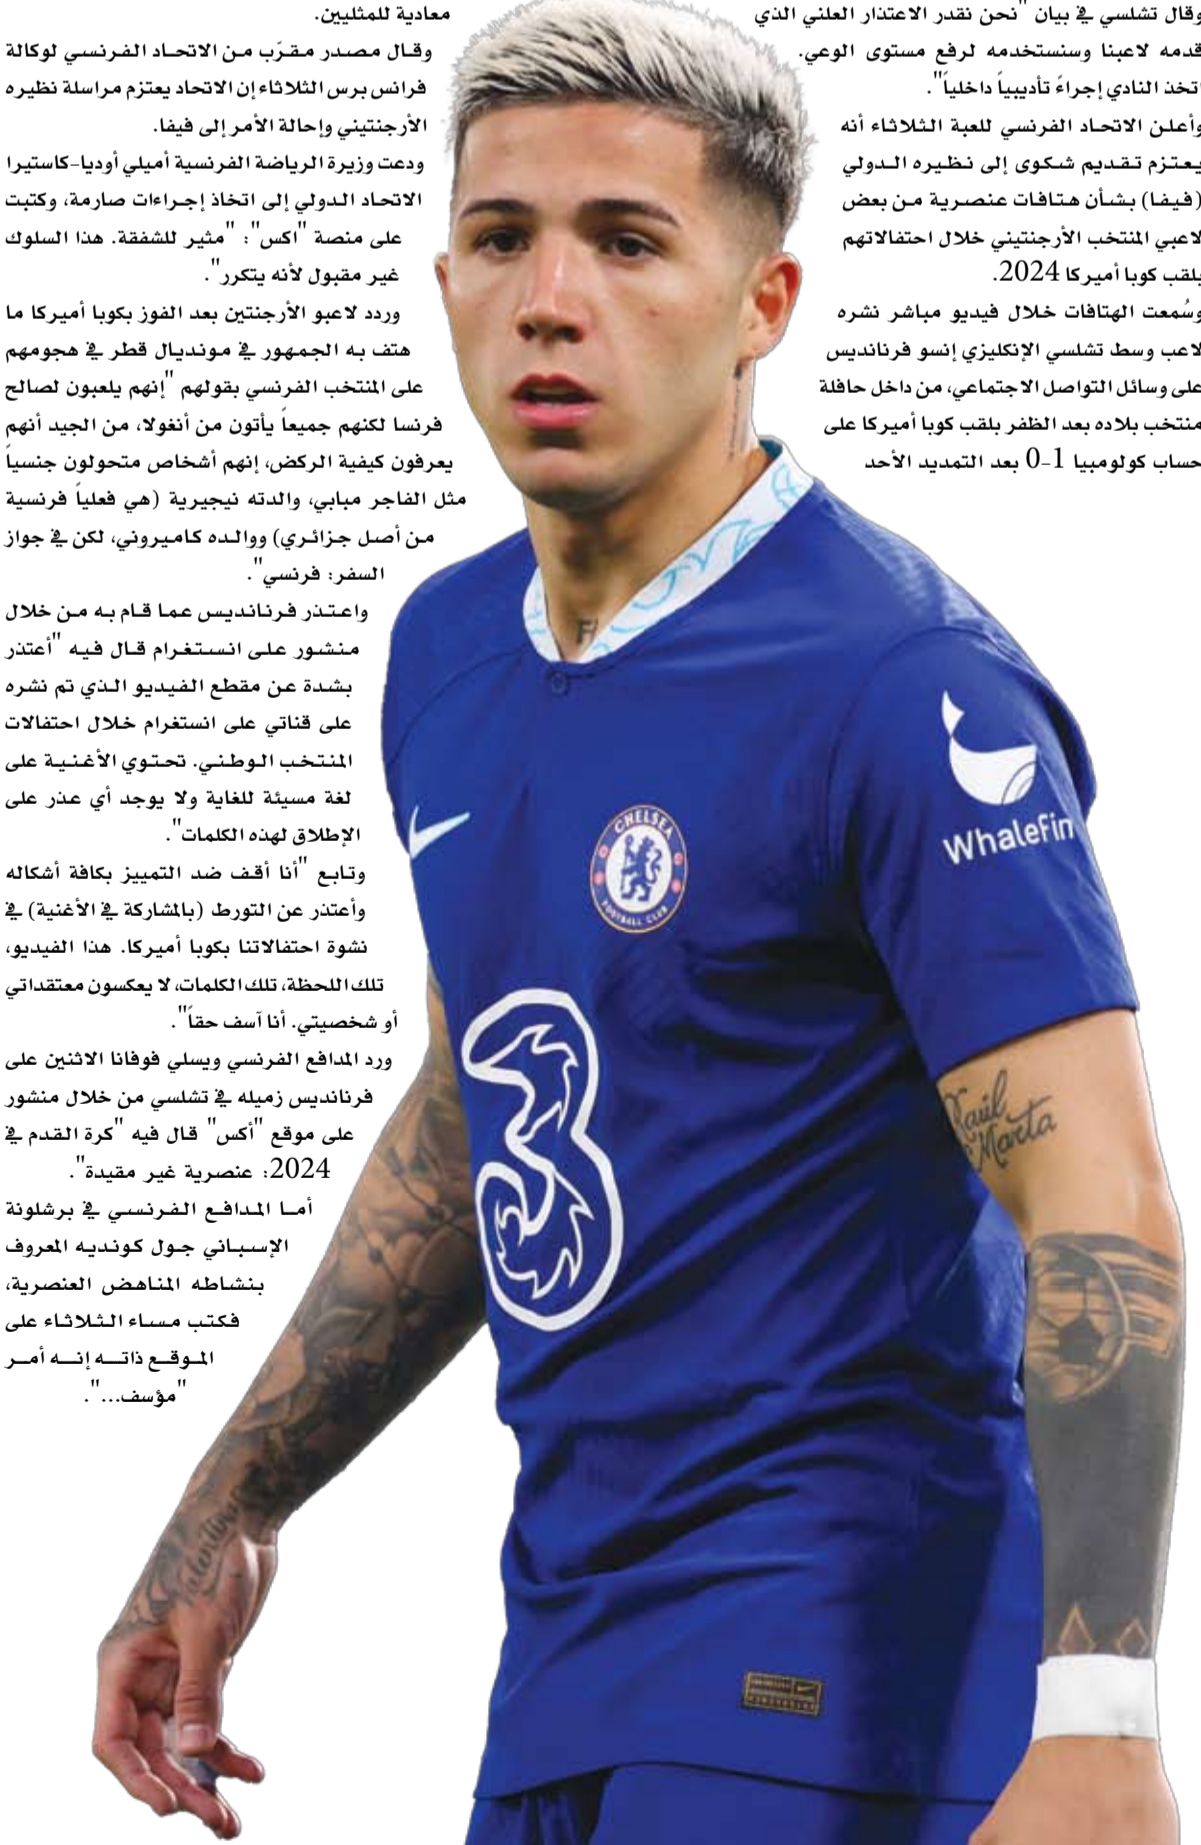 وقال تشلسي في بيان "نحن نقدر الاعتذار العلني الذي
قدمه لاعبنا وسنستخدمه لرفع مستوى الوعي.
اتخذ النادي إجراءً تأديبياً داخلياً".
وأعلن الاتحاد الفرنسي للعبة الثلاثاء أنه
يعتزم تقديم شكوى إلى نظيره الدولي
(فيفا) بشأن هتافات عنصرية من بعض
لاعبي المنتخب الأرجنتيني خلال احتفالاتهم
بلقب كوبا أميركا 2024.
وسُمعت الهتافات خلال فيديو مباشر نشره
لاعب وسط تشلسي الإنكليزي إنسو فرنانديس
على وسائل التواصل الاجتماعي، من داخل حافلة
منتخب بلاده بعد الظفر بلقب كوبا أميركا على
حساب كولومبيا 1-0 بعد التمديد الأحد
معادية للمثليين.
وقال مصدر مقرّب من الاتحاد الفرنسي لوكالة
فرانس برس الثلاثاء إن الاتحاد يعتزم مراسلة نظيره
الأرجنتيني وإحالة الأمر إلى فيفا.
ودعت وزيرة الرياضة الفرنسية أميلي أوديا-كاستيرا
الاتحاد الدولي إلى اتخاذ إجراءات صارمة، وكتبت
على منصة "اكس": "مثير للشفقة. هذا السلوك
غير مقبول لأنه يتكرر".
وردد لاعبو الأرجنتين بعد الفوز بكوبا أميركا ما
هتف به الجمهور في مونديال قطر في هجومهم
على المنتخب الفرنسي بقولهم "إنهم يلعبون لصالح
فرنسا لكنهم جميعاً يأتون من أنغولا، من الجيد أنهم
يعرفون كيفية الركض، إنهم أشخاص متحولون جنسياً
مثل الفاجر مبابي، والدته نيجيرية (هي فعلياً فرنسية
من أصل جزائري) ووالده كاميروني، لكن في جواز
السفر: فرنسي".
واعتذر فرنانديس عما قام به من خلال
منشور على انستغرام قال فيه "أعتذر
بشدة عن مقطع الفيديو الذي تم نشره
على قناتي على انستغرام خلال احتفالات
المنتخب الوطني. تحتوي الأغنية على
لغة مسيئة للغاية ولا يوجد أي عذر على
الإطلاق لهذه الكلمات".
وتابع "أنا أقف ضد التمييز بكافة أشكاله
وأعتذر عن التورط (بالمشاركة في الأغنية) في
نشوة احتفالاتنا بكوبا أميركا. هذا الفيديو،
تلك اللحظة، تلك الكلمات، لا يعكسون معتقداتي
أو شخصيتي. أنا آسف حقاً".
ورد المدافع الفرنسي ويسلي فوفانا الاثنين على
فرنانديس زميله في تشلسي من خلال منشور
على موقع "أكس" قال فيه "كرة القدم في
2024: عنصرية غير مقيدة".
أما المدافع الفرنسي في برشلونة
الإسباني جول كونديه المعروف
بنشاطه المناهض العنصرية،
فكتب مساء الثلاثاء على
الموقع ذاته إنه أمر
"مؤسف...".
CHELSEA
FOOTBALL CLUB
WhaleFin
3
Raúl
Marta
Valentino